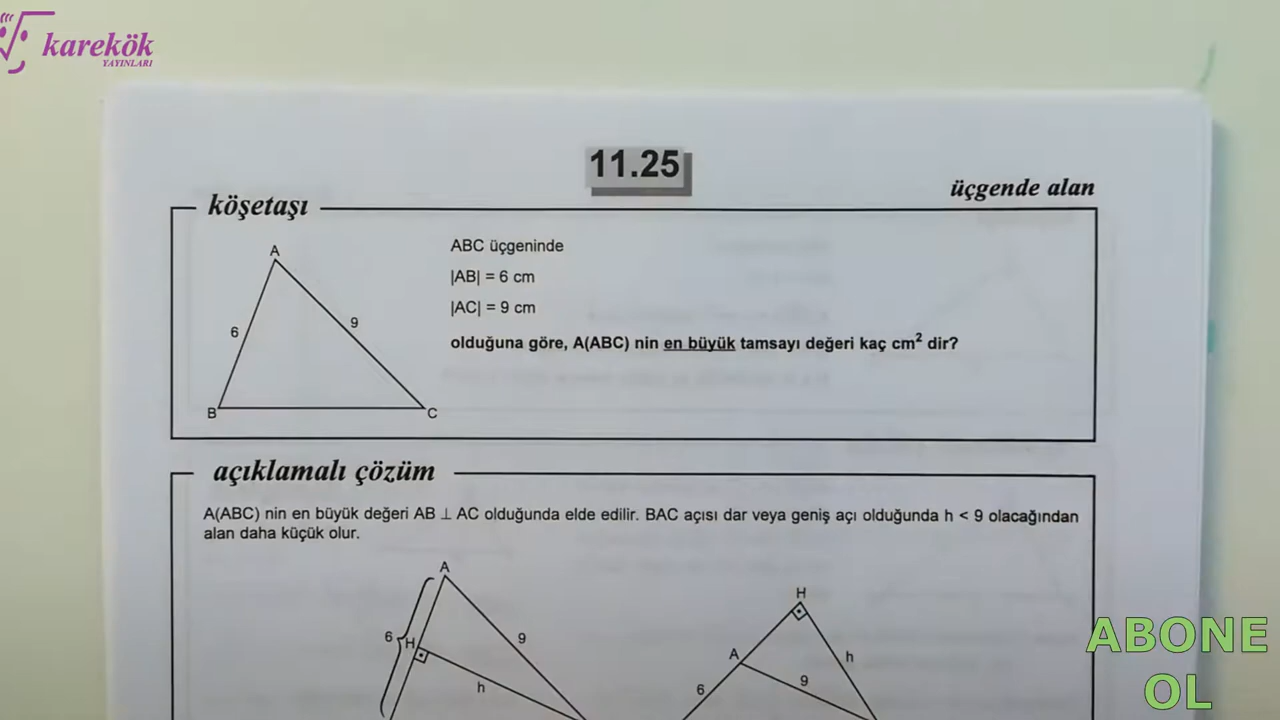 karekök
YAYINLARI
11.25
üçgende alan
köşetaşı
A
6
9
B
C
ABC üçgeninde
|AB| = 6 cm
|AC| = 9 cm
olduğuna göre, A(ABC) nin en büyük tamsayı değeri kaç cm² dir?
açıklamalı çözüm
A(ABC) nin en büyük değeri AB ⊥ AC olduğunda elde edilir. BAC açısı dar veya geniş açı olduğunda h < 9 olacağından
alan daha küçük olur.
A
6
H
9
h
H
A
h
6
9
ABONE
OL